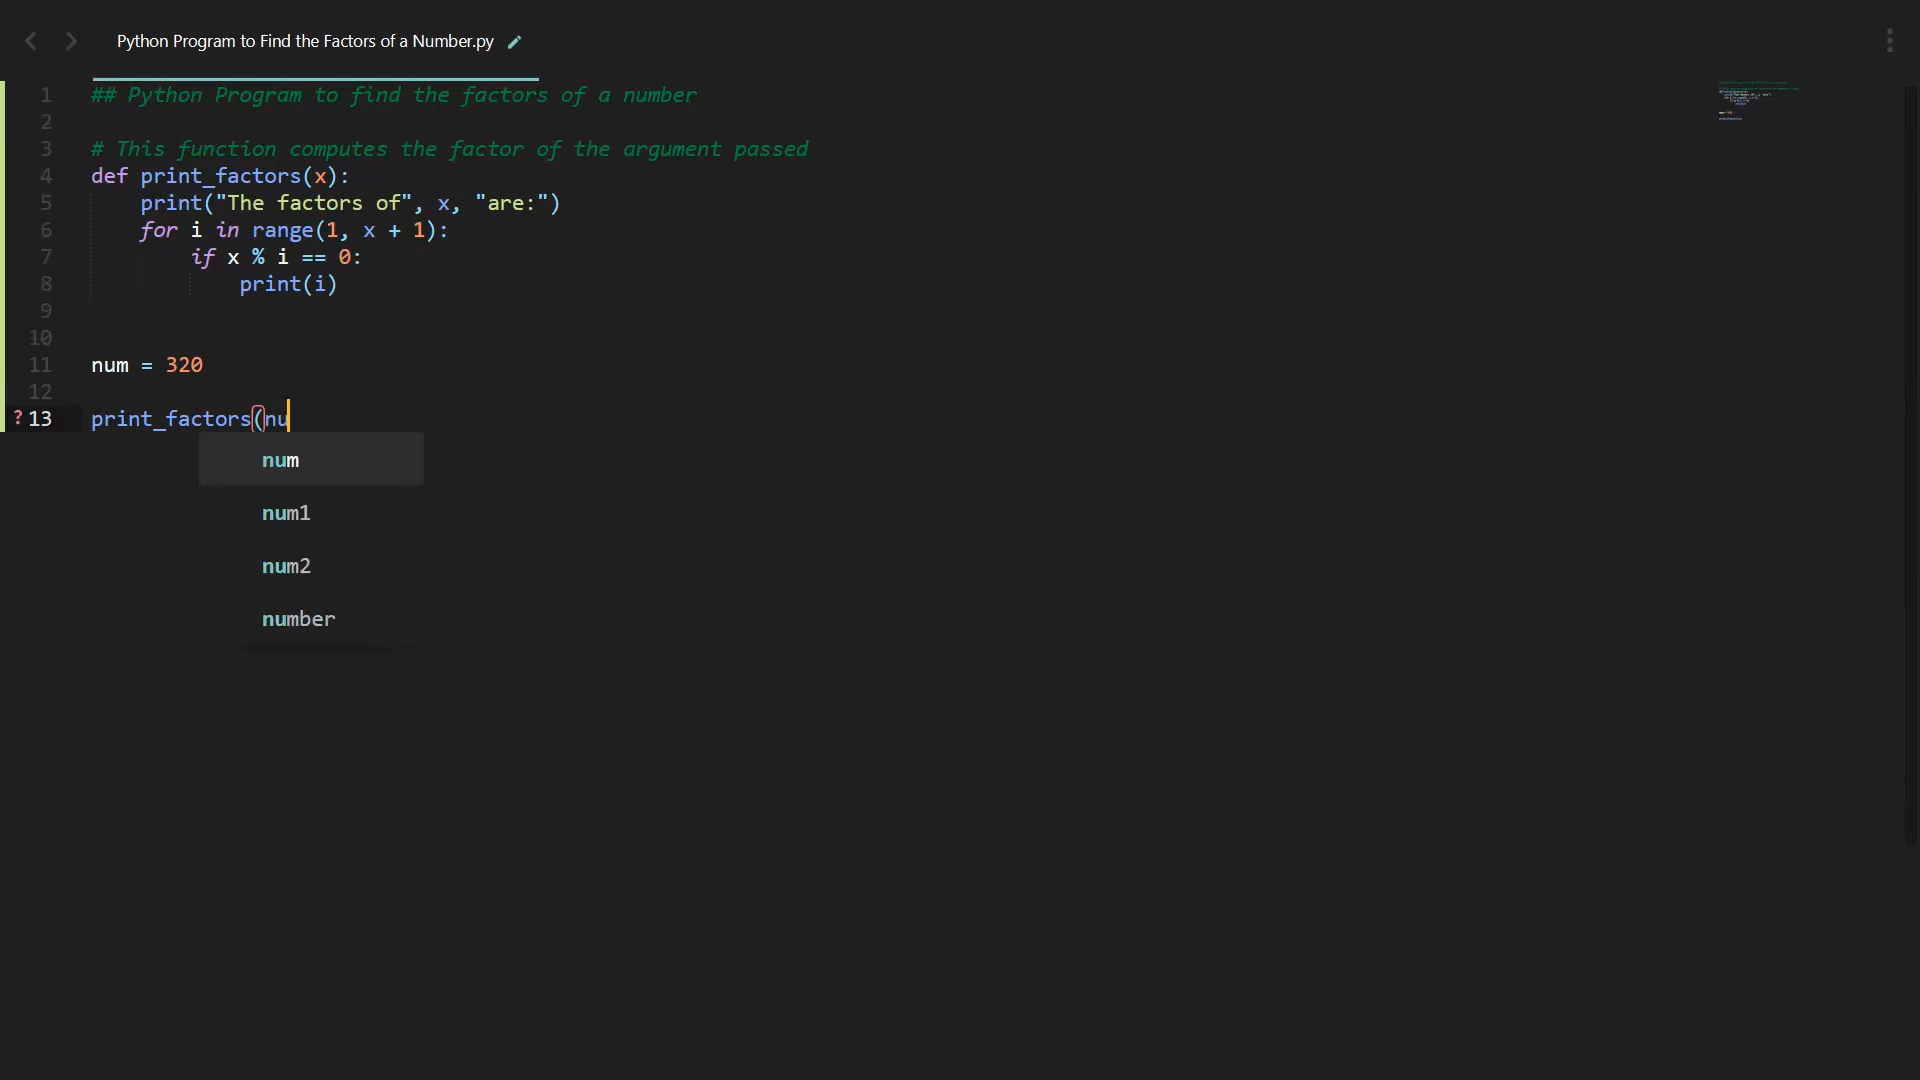 Python Program to Find the Factors of a Number.py
1 ## Python Program to find the factors of a number
2
3 # This function computes the factor of the argument passed
4 def print_factors(x):
5     print("The factors of", x, "are:")
6     for i in range(1, x + 1):
7         if x % i == 0:
8             print(i)
9
10
11 num = 320
12
? 13 print_factors(nu
num
num1
num2
number